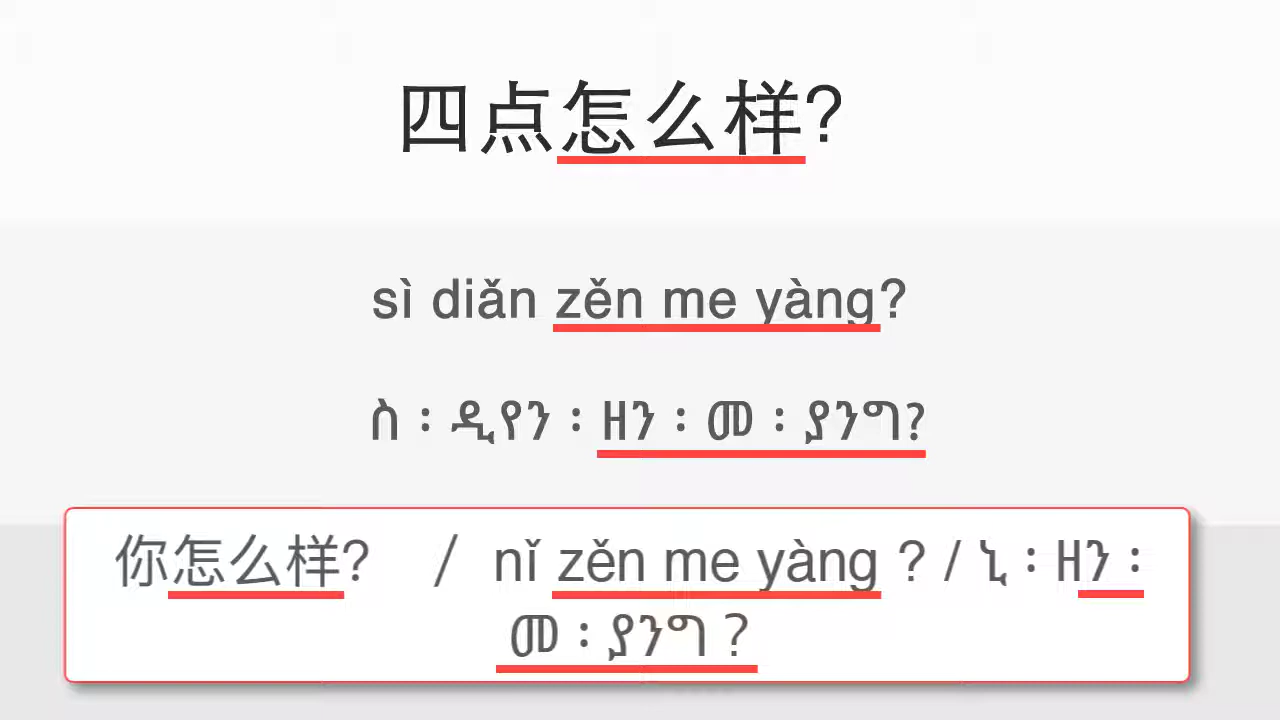 四点怎么样?
sì diǎn zěn me yàng?
ስ ፡ ዲየን ፡ ዘን ፡ መ ፡ ያንግ?
你怎么样? / nǐ zěn me yàng ? / ኒ ፡ ዘን ፡
መ ፡ ያንግ ?